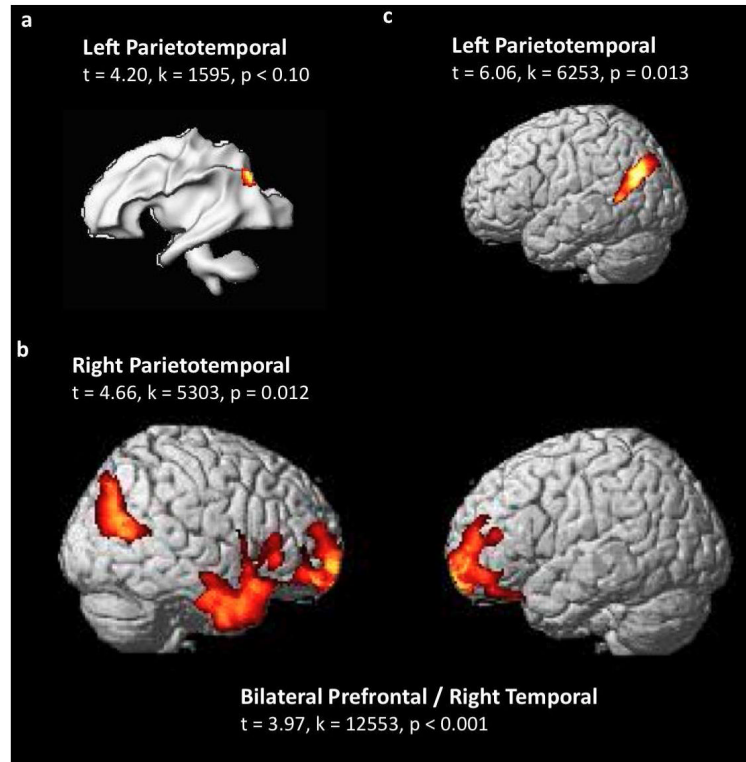 a
Left Parietotemporal
t = 4.20, k = 1595, p < 0.10
c
Left Parietotemporal
t = 6.06, k = 6253, p = 0.013
b
Right Parietotemporal
t = 4.66, k = 5303, p = 0.012
Bilateral Prefrontal / Right Temporal
t = 3.97, k = 12553, p < 0.001